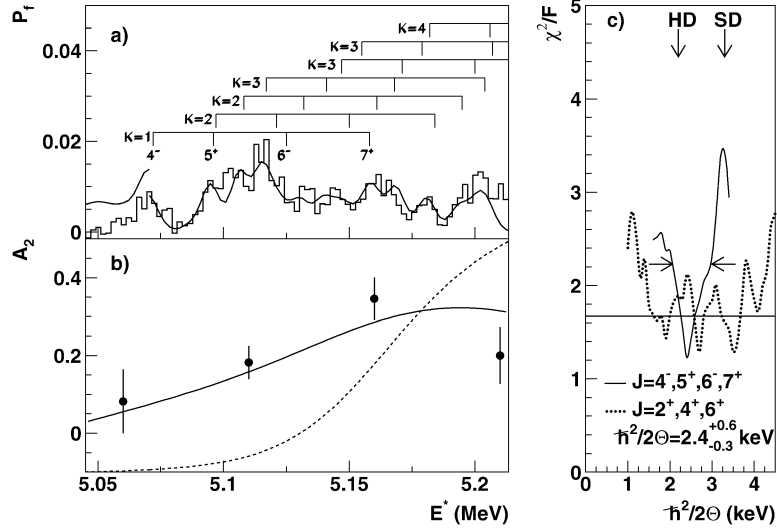 P_f
a)
0.04
0.02
0
K=4
K=3
K=3
K=3
K=2
K=2
K=1
4⁻ 5⁺ 6⁻ 7⁺
A₂
b)
0.4
0.2
0
5.05 5.1 5.15 5.2
E* (MeV)
χ²/F
c) HD SD
5
4
3
2
1
0
J=4⁻,5⁺,6⁻,7⁺
J=2⁺,4⁺,6⁺
ħ²/2Θ=2.4 +0.6 -0.3 keV
0 1 2 3 4
ħ²/2Θ (keV)